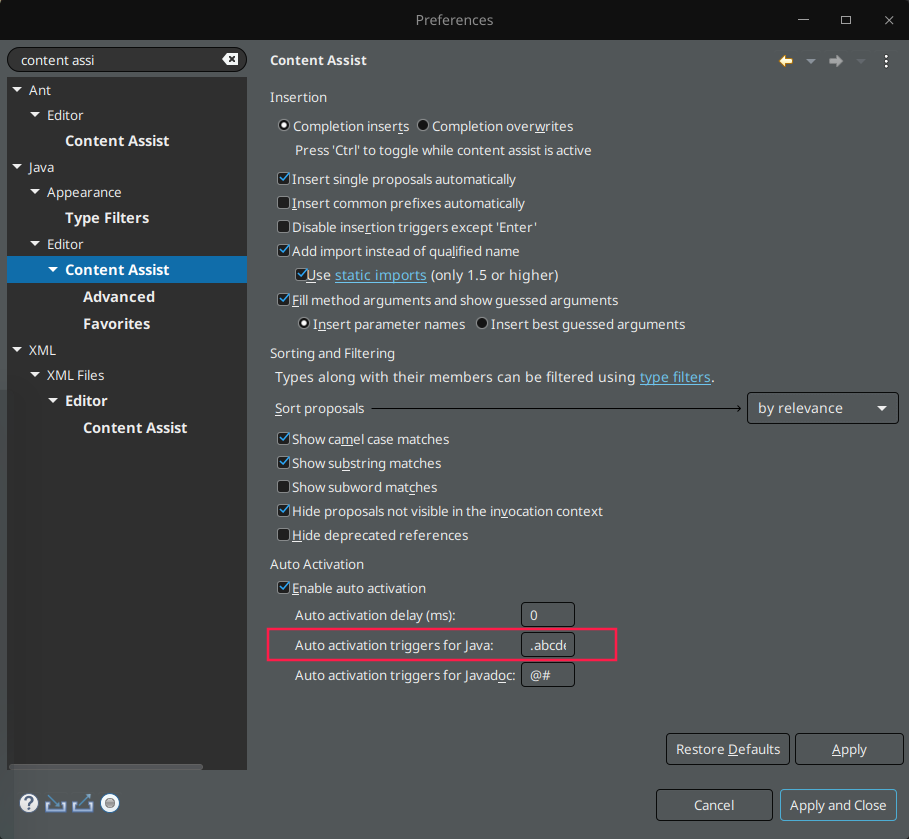 Preferences
content assi
Content Assist
Ant
Editor
Content Assist
Java
Appearance
Type Filters
Editor
Content Assist
Advanced
Favorites
XML
XML Files
Editor
Content Assist
Insertion
Completion inserts Completion overwrites
Press 'Ctrl' to toggle while content assist is active
Insert single proposals automatically
Insert common prefixes automatically
Disable insertion triggers except 'Enter'
Add import instead of qualified name
Use static imports (only 1.5 or higher)
Fill method arguments and show guessed arguments
Insert parameter names Insert best guessed arguments
Sorting and Filtering
Types along with their members can be filtered using type filters.
Sort proposals by relevance
Show camel case matches
Show substring matches
Show subword matches
Hide proposals not visible in the invocation context
Hide deprecated references
Auto Activation
Enable auto activation
Auto activation delay (ms): 0
Auto activation triggers for Java: .abcde
Auto activation triggers for Javadoc: @#
Restore Defaults Apply
? Cancel Apply and Close